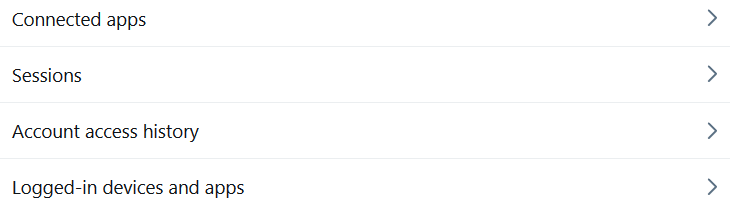 Connected apps
Sessions
Account access history
Logged-in devices and apps